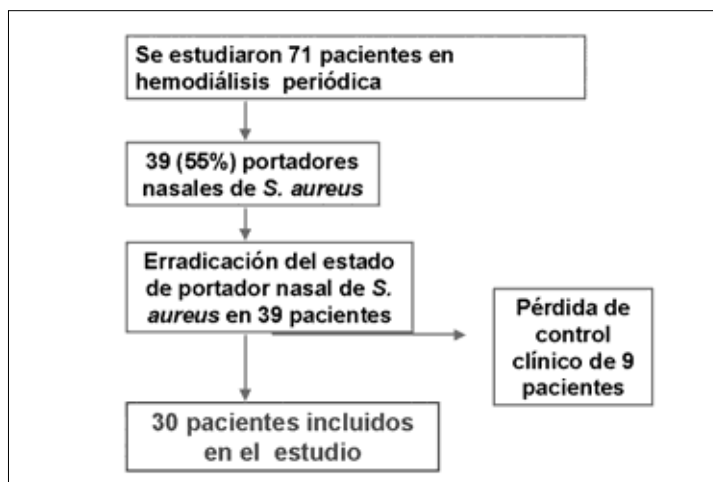 Se estudiaron 71 pacientes en
hemodiálisis periódica
39 (55%) portadores
nasales de S. aureus
Erradicación del estado
de portador nasal de S.
aureus en 39 pacientes
Pérdida de
control
clínico de 9
pacientes
30 pacientes incluidos
en el estudio